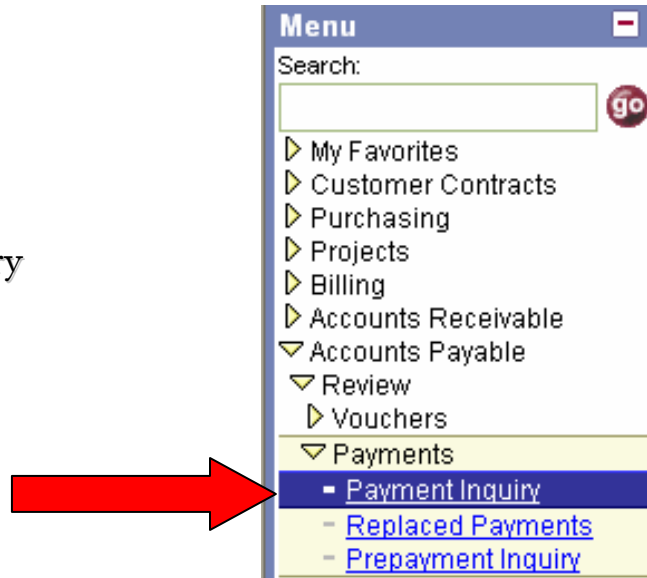 Menu
Search:
go
My Favorites
Customer Contracts
Purchasing
ry
Projects
Billing
Accounts Receivable
Accounts Payable
Review
Vouchers
Payments
- Payment Inquiry
- Replaced Payments
- Prepayment Inquiry